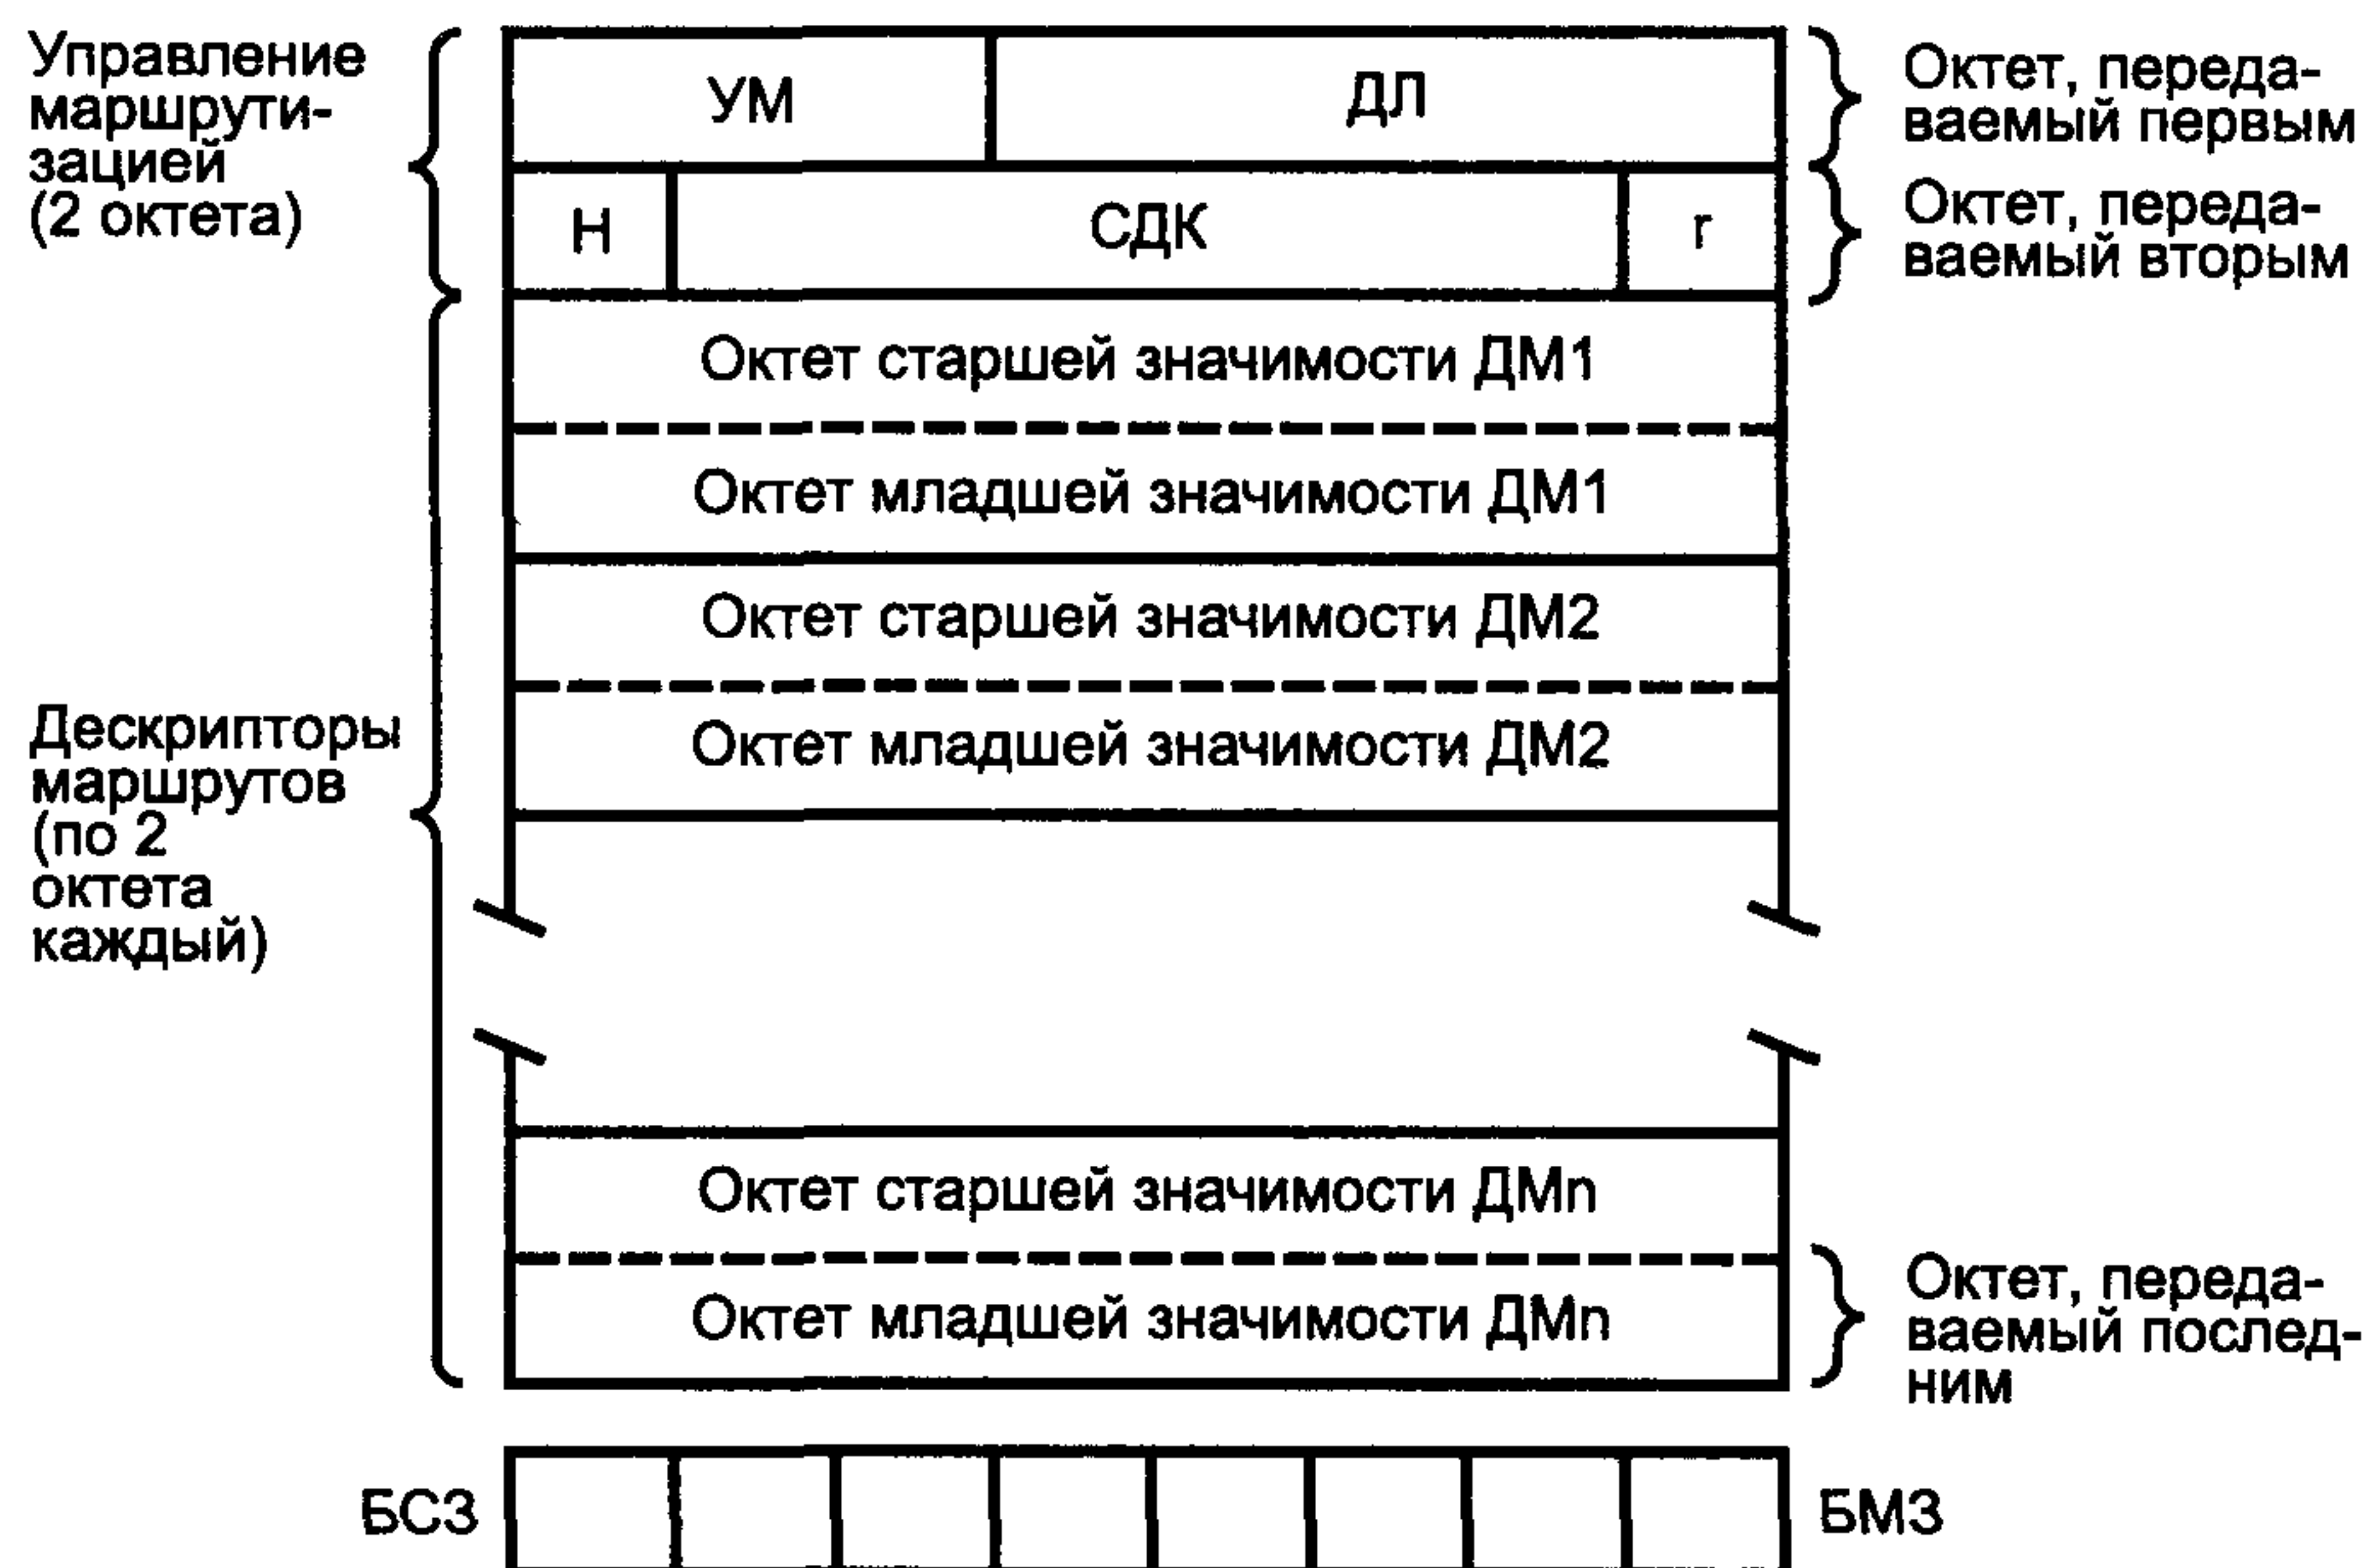 Управление
маршрути-
зацией
(2 октета)
УМ
ДЛ
Октет, переда-
ваемый первым
Н
СДК
r
Октет, переда-
ваемый вторым
Октет старшей значимости ДМ1
Октет младшей значимости ДМ1
Октет старшей значимости ДМ2
Октет младшей значимости ДМ2
Дескрипторы
маршрутов
(по 2
октета
каждый)
Октет старшей значимости ДМn
Октет младшей значимости ДМn
Октет, переда-
ваемый послед-
ним
БСЗ
БМЗ